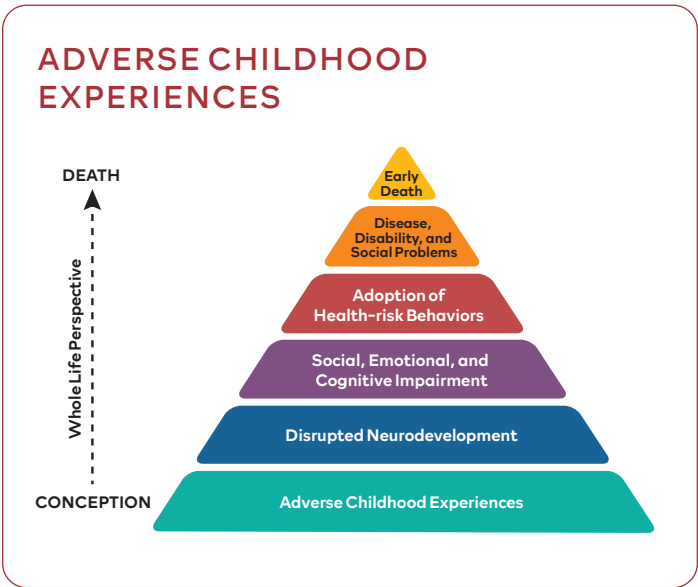 ADVERSE CHILDHOOD
EXPERIENCES
DEATH
Whole Life Perspective
CONCEPTION
Early
Death
Disease,
Disability, and
Social Problems
Adoption of
Health-risk Behaviors
Social, Emotional, and
Cognitive Impairment
Disrupted Neurodevelopment
Adverse Childhood Experiences